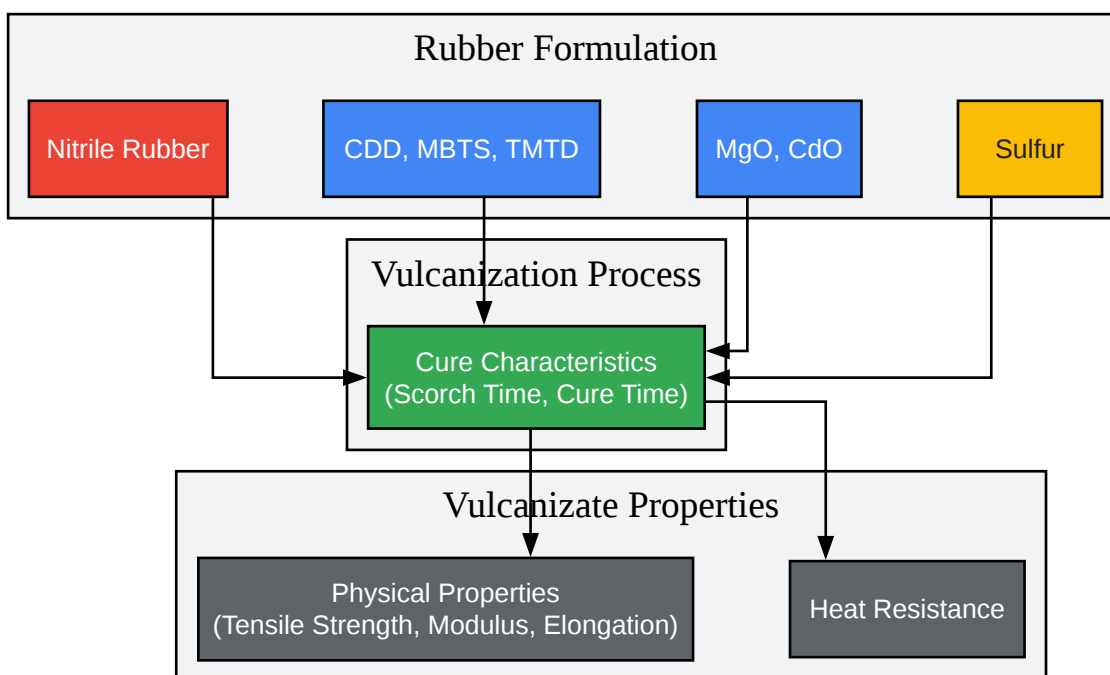 Rubber Formulation
Nitrile Rubber
CDD, MBTS, TMTD
MgO, CdO
Sulfur
Vulcanization Process
Cure Characteristics
(Scorch Time, Cure Time)
Vulcanizate Properties
Physical Properties
(Tensile Strength, Modulus, Elongation)
Heat Resistance